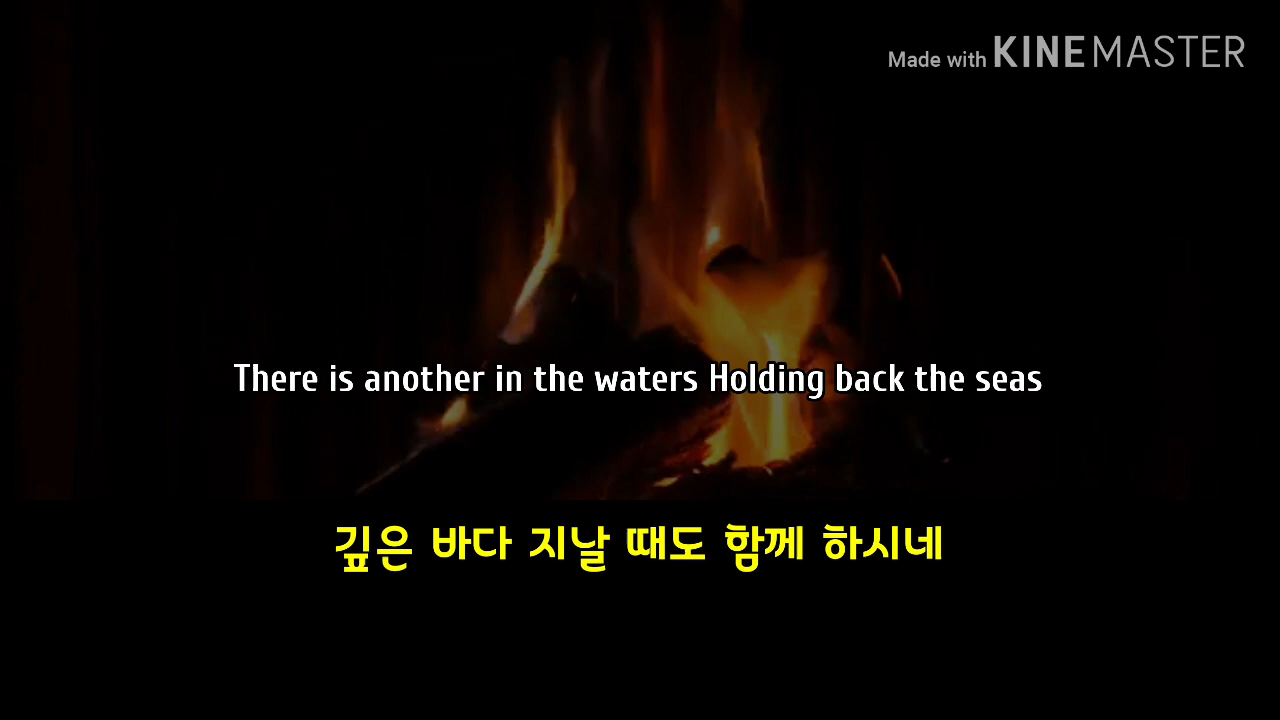 Made with KINEMASTER
There is another in the waters Holding back the seas
깊은 바다 지날 때도 함께 하시네